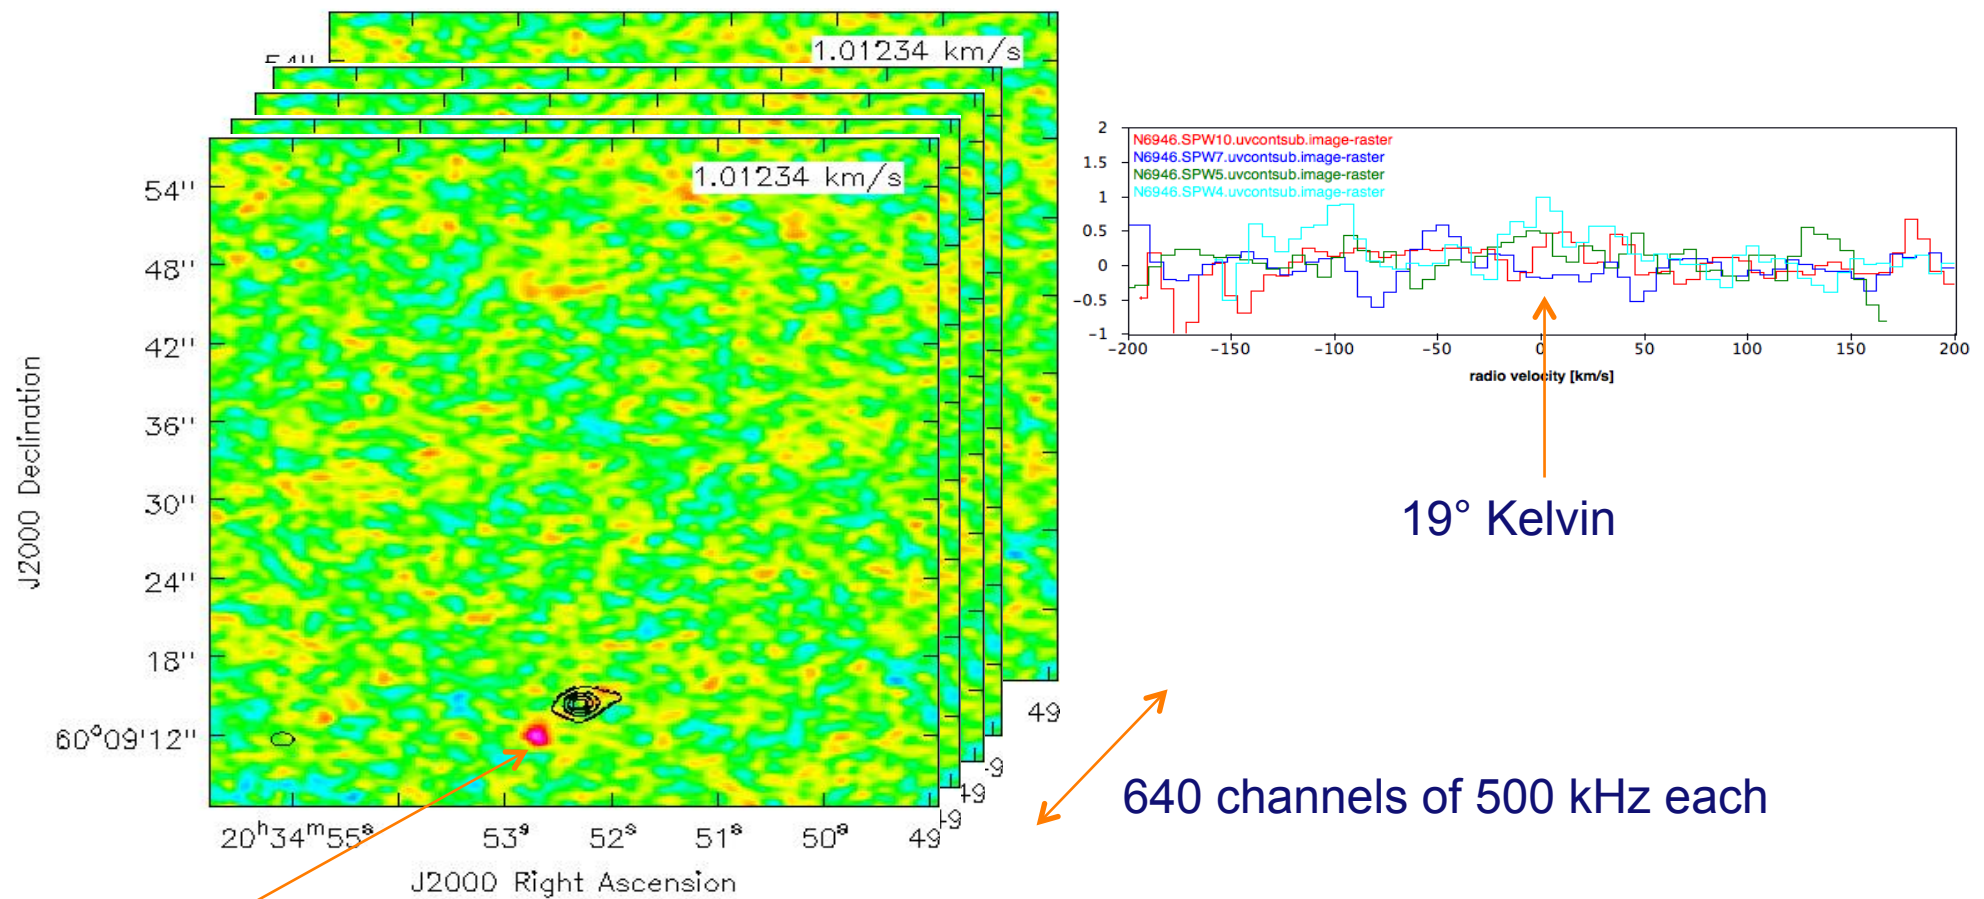 1.01234 km/s
1.01234 km/s
54''
48''
42''
36''
30''
24''
18''
60°09'12''
J2000 Declination
20ʰ34ᵐ55ˢ
53ˢ
52ˢ
51ˢ
50ˢ
49
49
49
-9
49
J2000 Right Ascension
2
1.5
1
0.5
0
-0.5
-1
N6946.SPW10.uvcontsub.image-raster
N6946.SPW7.uvcontsub.image-raster
N6946.SPW5.uvcontsub.image-raster
N6946.SPW4.uvcontsub.image-raster
-200
-150
-100
-50
0
50
100
150
200
radio velocity [km/s]
19° Kelvin
640 channels of 500 kHz each